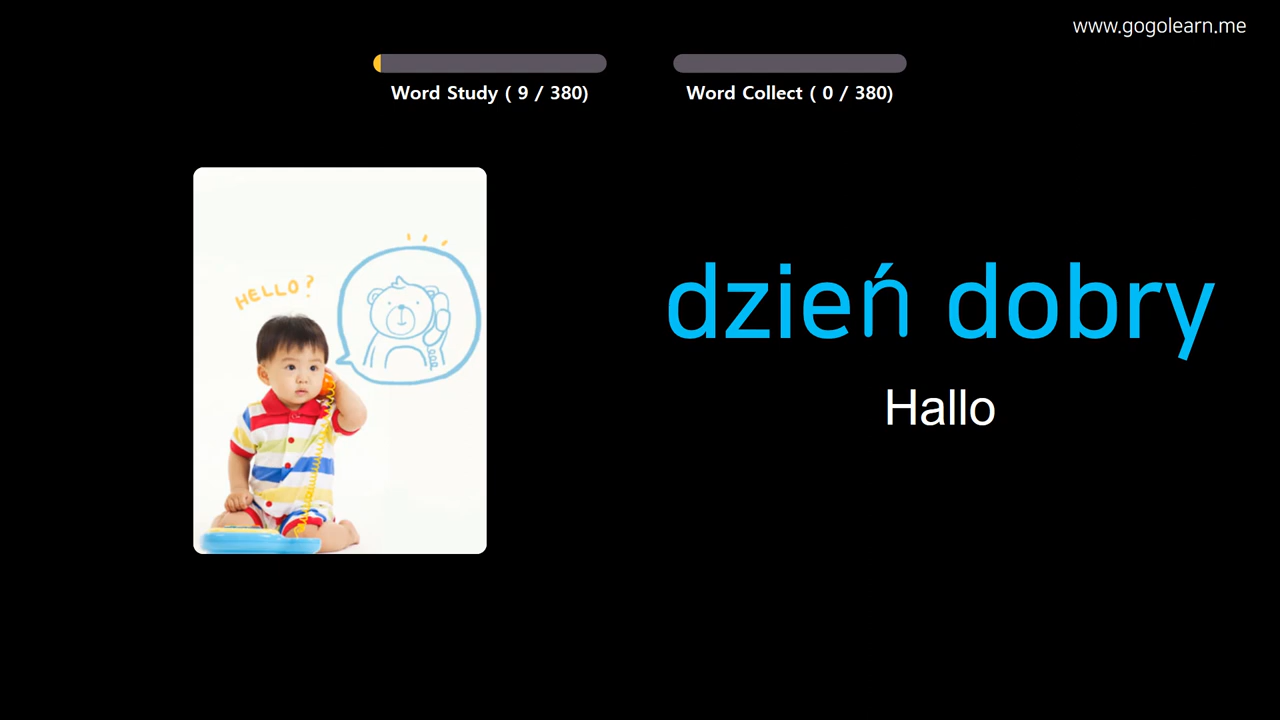 www.gogolearn.me
Word Study ( 9 / 380)
Word Collect ( 0 / 380)
HELLO?
dzień dobry
Hallo